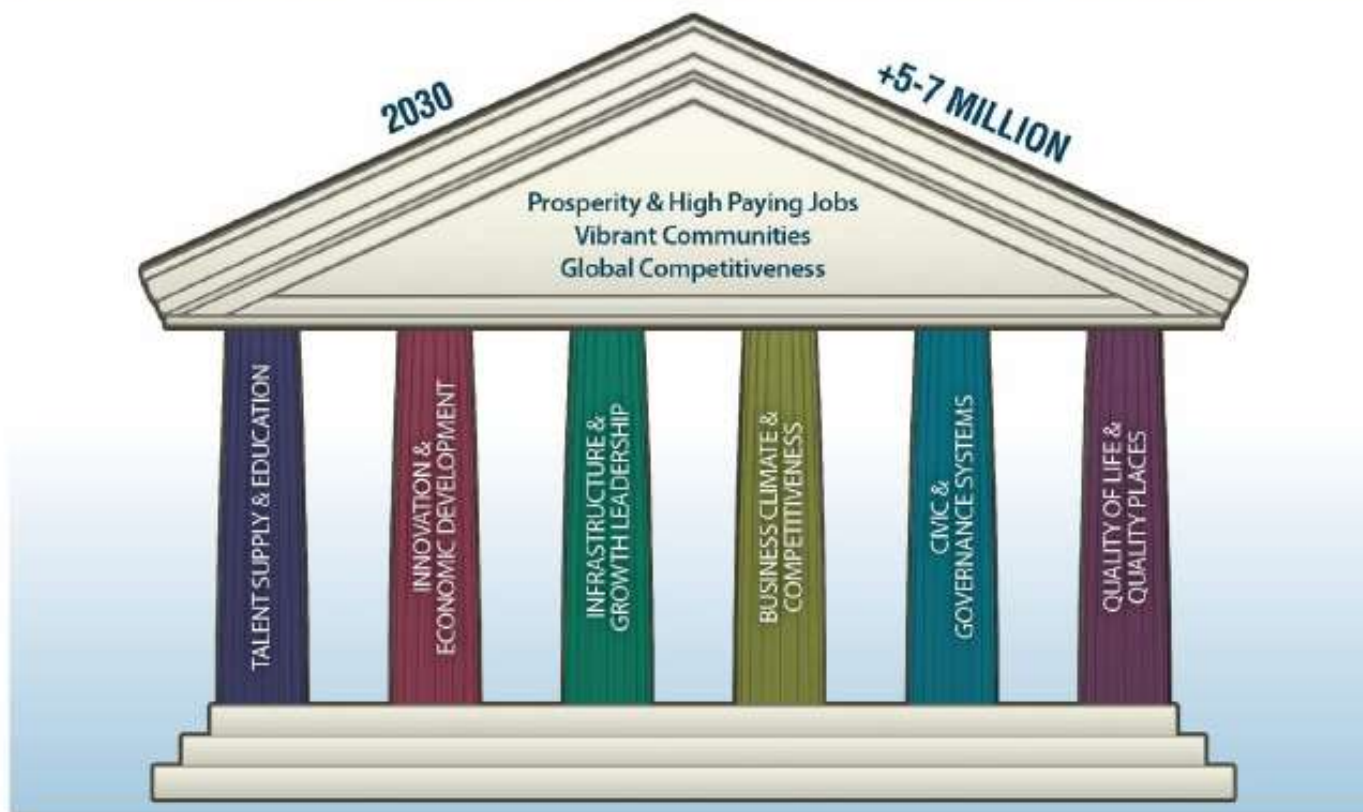 2030
+5-7 MILLION
Prosperity & High Paying Jobs
Vibrant Communities
Global Competitiveness
TALENT SUPPLY & EDUCATION
INNOVATION &
ECONOMIC DEVELOPMENT
INFRASTRUCTURE &
GROWTH LEADERSHIP
BUSINESS CLIMATE &
COMPETITIVENESS
CIVIC &
GOVERNANCE SYSTEMS
QUALITY OF LIFE &
QUALITY PLACES